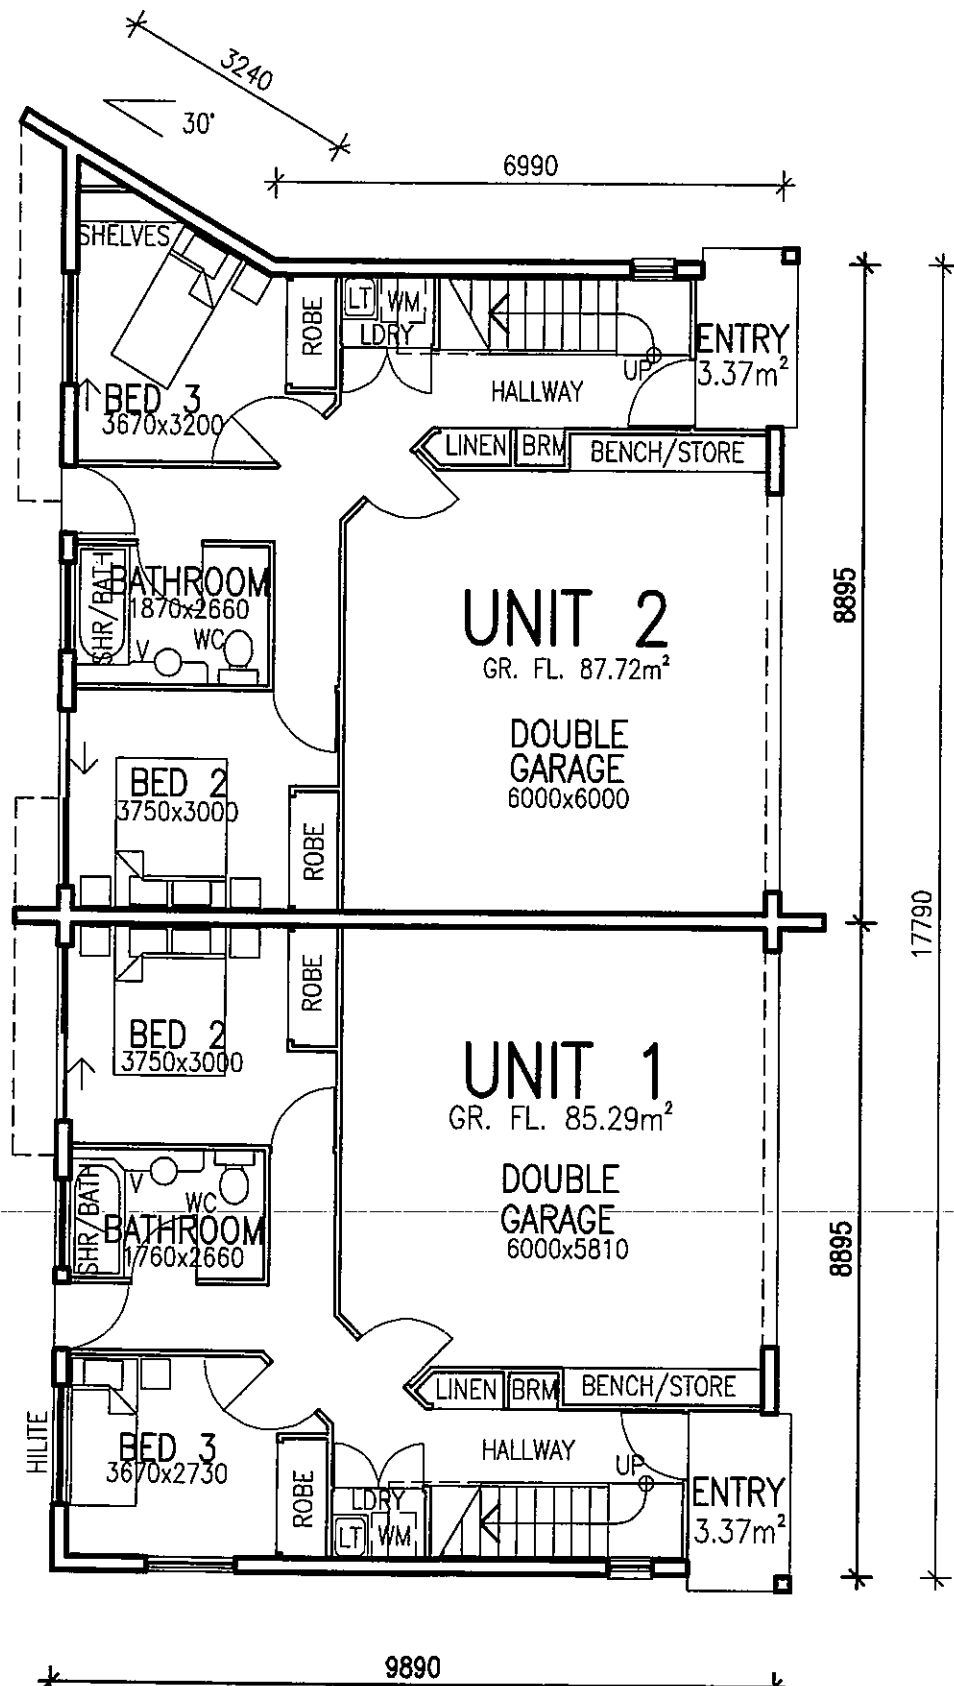 3240
30°
6990
SHELVES
ROBE
LT
WM
LDRY
UP
ENTRY
3.37m²
BED 3
3670x3200
HALLWAY
LINEN
BRM
BENCH/STORE
SHR/BATH
BATHROOM
1870x2660
V
WC
UNIT 2
GR. FL. 87.72m²
8895
DOUBLE
GARAGE
6000x6000
BED 2
3750x3000
ROBE
17790
ROBE
BED 2
3750x3000
UNIT 1
GR. FL. 85.29m²
DOUBLE
GARAGE
6000x5810
SHR/BATH
V
WC
BATHROOM
1760x2660
8895
LINEN
BRM
BENCH/STORE
HILITE
BED 3
3670x2730
HALLWAY
UP
ROBE
LDRY
LT
WM
ENTRY
3.37m²
9890